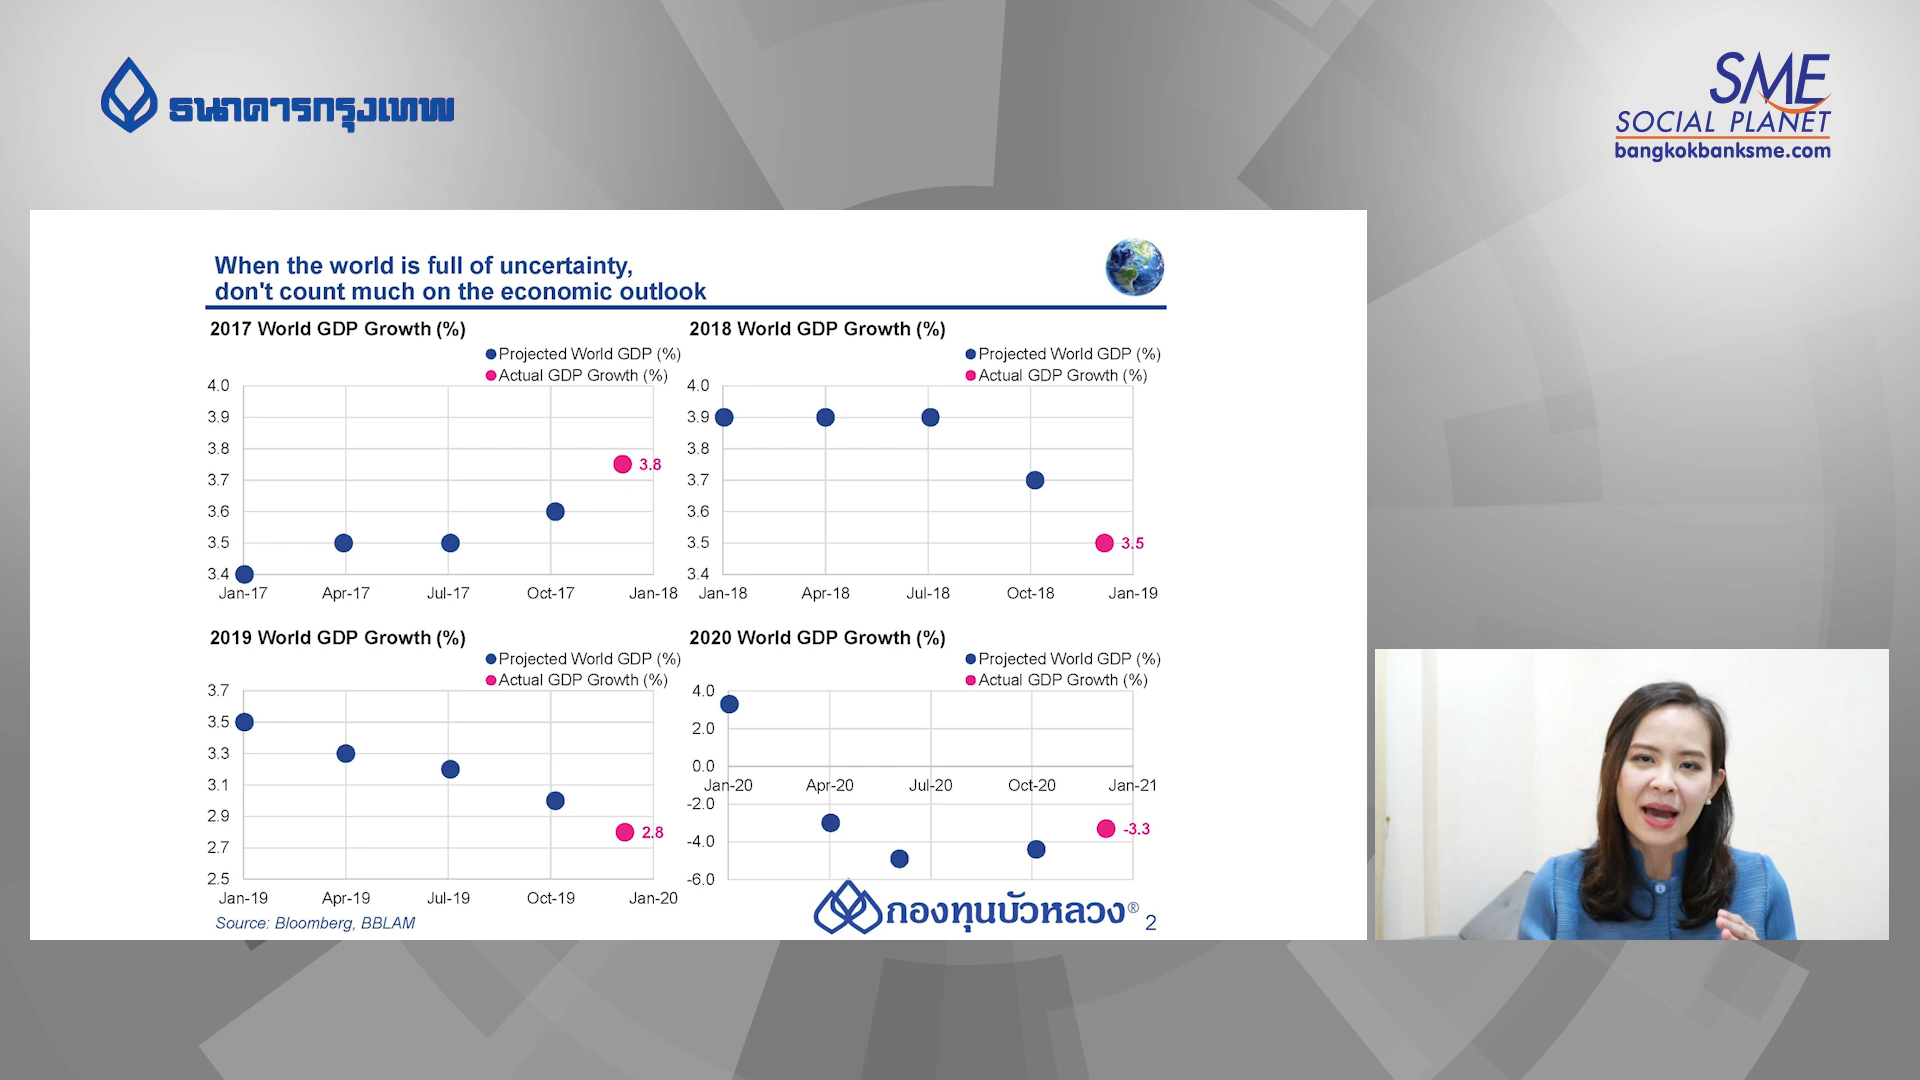 ธนาคารกรุงเทพ
SME
SOCIAL PLANET
bangkokbanksme.com
When the world is full of uncertainty,
don't count much on the economic outlook
2017 World GDP Growth (%)
Projected World GDP (%)
Actual GDP Growth (%)
4.0
3.9
3.8
3.7
3.6
3.5
3.4
3.8
Jan-17 Apr-17 Jul-17 Oct-17 Jan-18
2018 World GDP Growth (%)
Projected World GDP (%)
Actual GDP Growth (%)
4.0
3.9
3.8
3.7
3.6
3.5
3.4
3.5
Jan-18 Apr-18 Jul-18 Oct-18 Jan-19
2019 World GDP Growth (%)
Projected World GDP (%)
Actual GDP Growth (%)
3.7
3.5
3.3
3.1
2.9
2.7
2.5
2.8
Jan-19 Apr-19 Jul-19 Oct-19 Jan-20
2020 World GDP Growth (%)
Projected World GDP (%)
Actual GDP Growth (%)
4.0
2.0
0.0
Jan-20 Apr-20 Jul-20 Oct-20 Jan-21
-2.0
-4.0
-6.0
-3.3
Source: Bloomberg, BBLAM
กองทุนบัวหลวง® 2